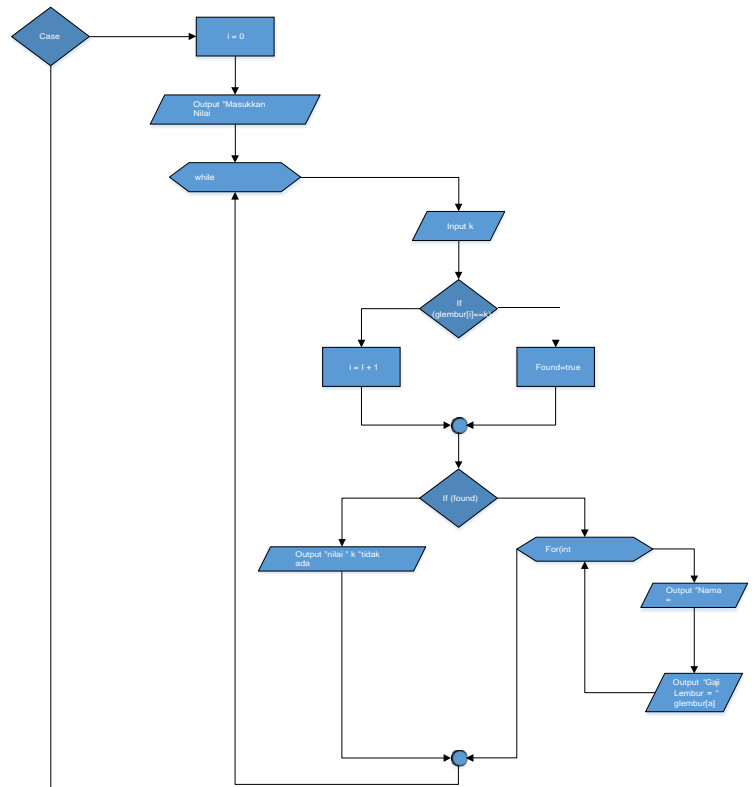 Case
i = 0
Output "Masukkan
Nilai
while
Input k
If
(glembur[i]==k)
i = I + 1
Found=true
If (found)
Output "nilai " k "tidak
ada
For(int
Output "Nama
=
Output "Gaji
Lembur = "
glembur[a]